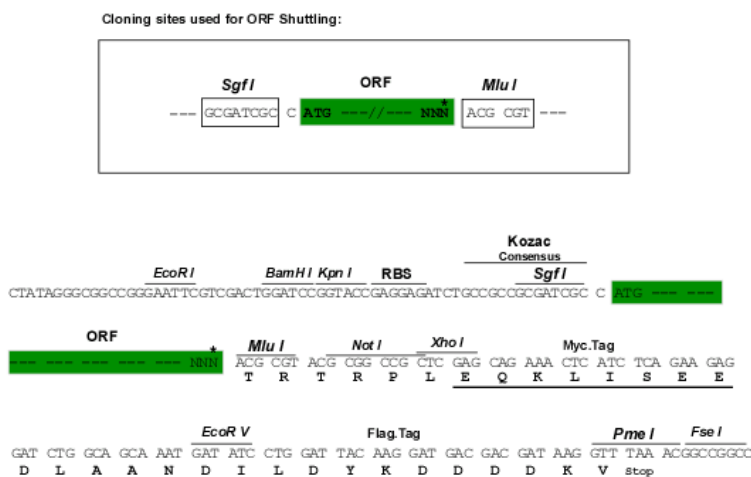 Cloning sites used for ORF Shuttling:
Sgf I ORF Mlu I
*
--- GCGATCGC C ATG ---//--- NNN ACG CGT ---
Kozac
Consensus
EcoR I BamH I Kpn I RBS Sgf I
CTATAGGGCGGCCGGGAATTCGTCGACTGGATCCGGTACCGAGGAGATCTGCCGCCGCGATCGC C ATG --- ---
ORF
* Mlu I Not I Xho I Myc.Tag
--- --- --- --- --- --- NNN ACG CGT ACG CGG CCG CTC GAG CAG AAA CTC ATC TCA GAA GAG
T R T R P L E Q K L I S E E
EcoR V Flag.Tag Pme I Fse I
GAT CTG GCA GCA AAT GAT ATC CTG GAT TAC AAG GAT GAC GAC GAT AAG GTT TAA ACGGCCGGCC
D L A A N D I L D Y K D D D D K V Stop